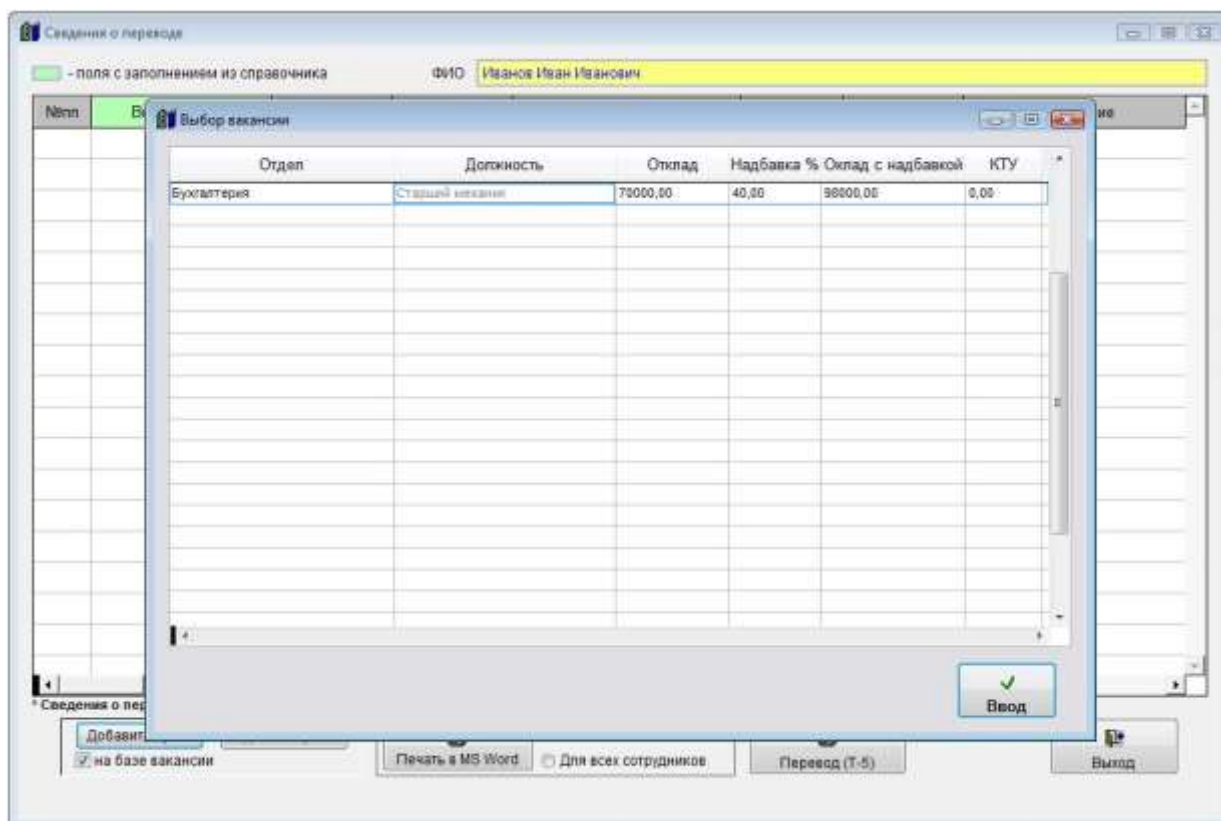 Сведения о переводе
- поля с заполнением из справочника ФИО Иванов Иван Иванович
№пп
Выбор вакансии
Отдел Должность Отклад Надбавка % Оклад с надбавкой КТУ
Бухгалтерия Старший механик 70000,00 40,00 98000,00 0,00
Ввод
* Сведения о пер
Добавит
на базе вакансии
Печать в MS Word Для всех сотрудников Перевод (Т-5) Выход